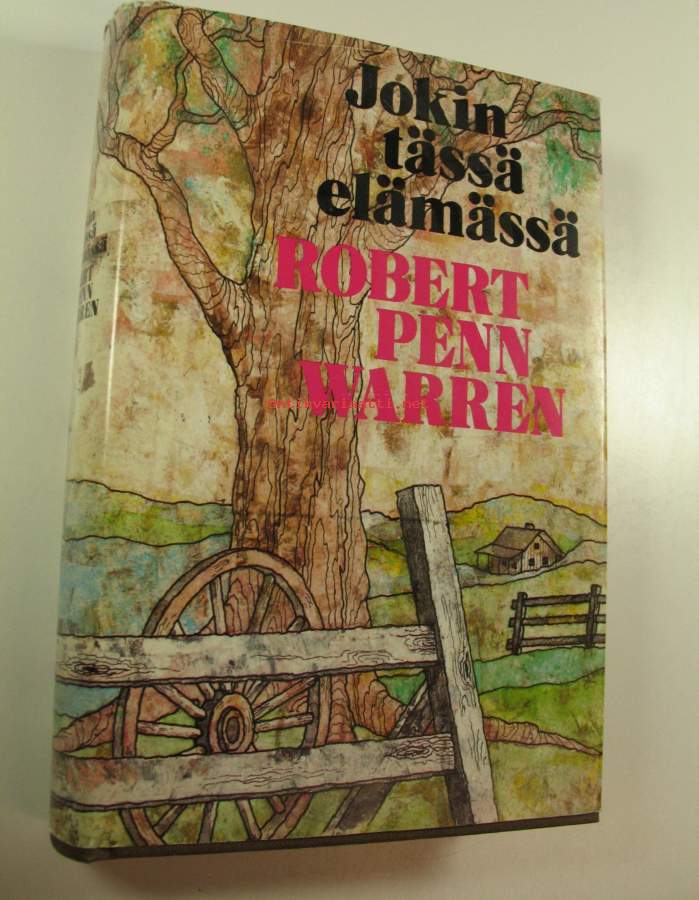 Jokin
tässä
elämässä
ROBERT
PENN
WARREN